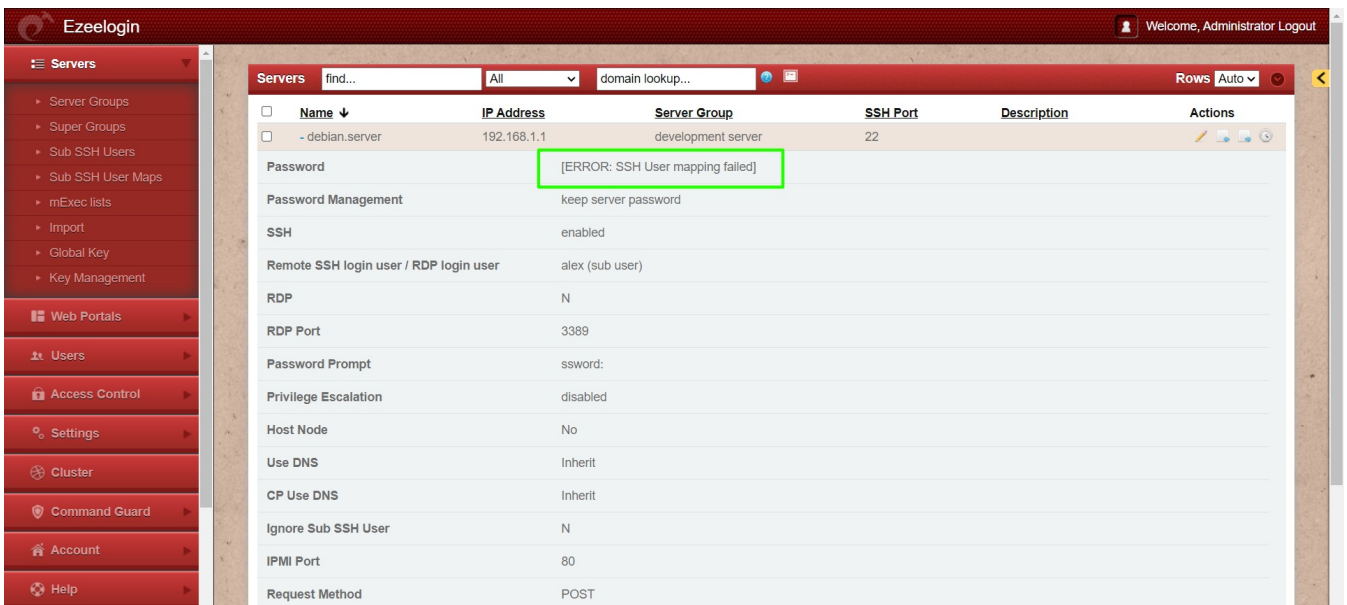 Ezeelogin
Welcome, Administrator Logout
Servers
Server Groups
Super Groups
Sub SSH Users
Sub SSH User Maps
mExec lists
Import
Global Key
Key Management
Web Portals
Users
Access Control
Settings
Cluster
Command Guard
Account
Help
Servers find... All domain lookup... Rows Auto
Name ↓ IP Address Server Group SSH Port Description Actions
- debian.server 192.168.1.1 development server 22
Password [ERROR: SSH User mapping failed]
Password Management keep server password
SSH enabled
Remote SSH login user / RDP login user alex (sub user)
RDP N
RDP Port 3389
Password Prompt ssword:
Privilege Escalation disabled
Host Node No
Use DNS Inherit
CP Use DNS Inherit
Ignore Sub SSH User N
IPMI Port 80
Request Method POST